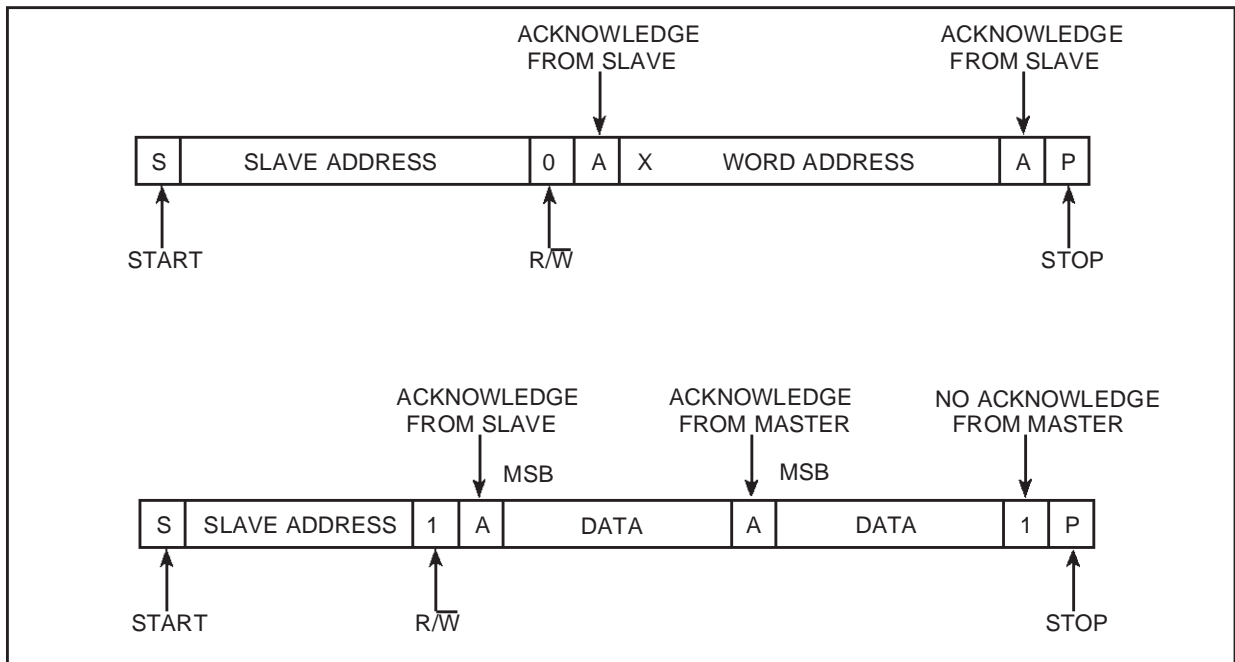 ACKNOWLEDGE FROM SLAVE
ACKNOWLEDGE FROM SLAVE
S SLAVE ADDRESS 0 A X WORD ADDRESS A P
START R/W̅ STOP
ACKNOWLEDGE FROM SLAVE
ACKNOWLEDGE FROM MASTER
NO ACKNOWLEDGE FROM MASTER
MSB MSB
S SLAVE ADDRESS 1 A DATA A DATA 1 P
START R/W̅ STOP